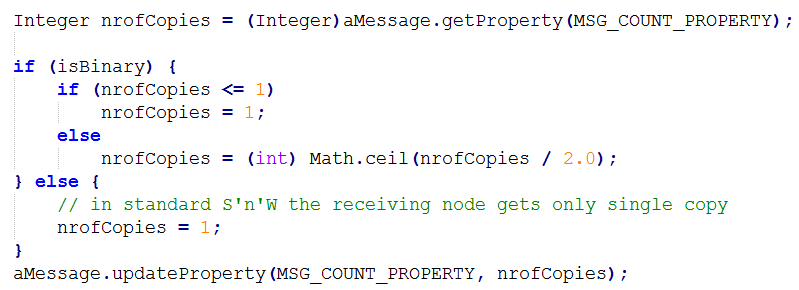 Integer nrofCopies = (Integer)aMessage.getProperty(MSG_COUNT_PROPERTY);

if (isBinary) {
    if (nrofCopies <= 1)
        nrofCopies = 1;
    else
        nrofCopies = (int) Math.ceil(nrofCopies / 2.0);
} else {
    // in standard S'n'W the receiving node gets only single copy
    nrofCopies = 1;
}
aMessage.updateProperty(MSG_COUNT_PROPERTY, nrofCopies);